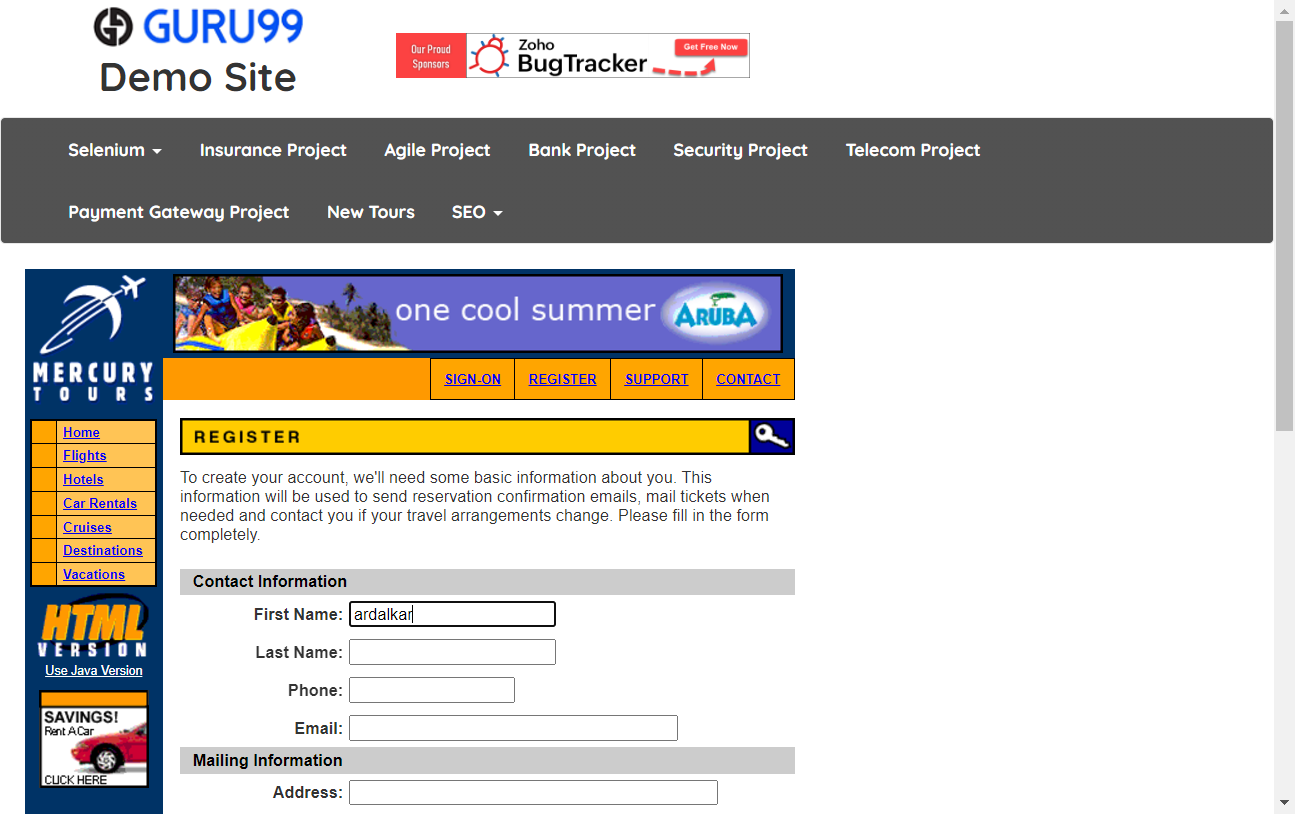 GURU99
Demo Site
Our Proud
Sponsors
Zoho
BugTracker
Get Free Now
Selenium
Insurance Project
Agile Project
Bank Project
Security Project
Telecom Project
Payment Gateway Project
New Tours
SEO
MERCURY
TOURS
one cool summer
ARUBA
SIGN-ON
REGISTER
SUPPORT
CONTACT
Home
Flights
Hotels
Car Rentals
Cruises
Destinations
Vacations
HTML
VERSION
Use Java Version
SAVINGS!
Rent A Car
CLICK HERE
REGISTER
To create your account, we'll need some basic information about you. This
information will be used to send reservation confirmation emails, mail tickets when
needed and contact you if your travel arrangements change. Please fill in the form
completely.
Contact Information
First Name: ardalkar
Last Name:
Phone:
Email:
Mailing Information
Address: